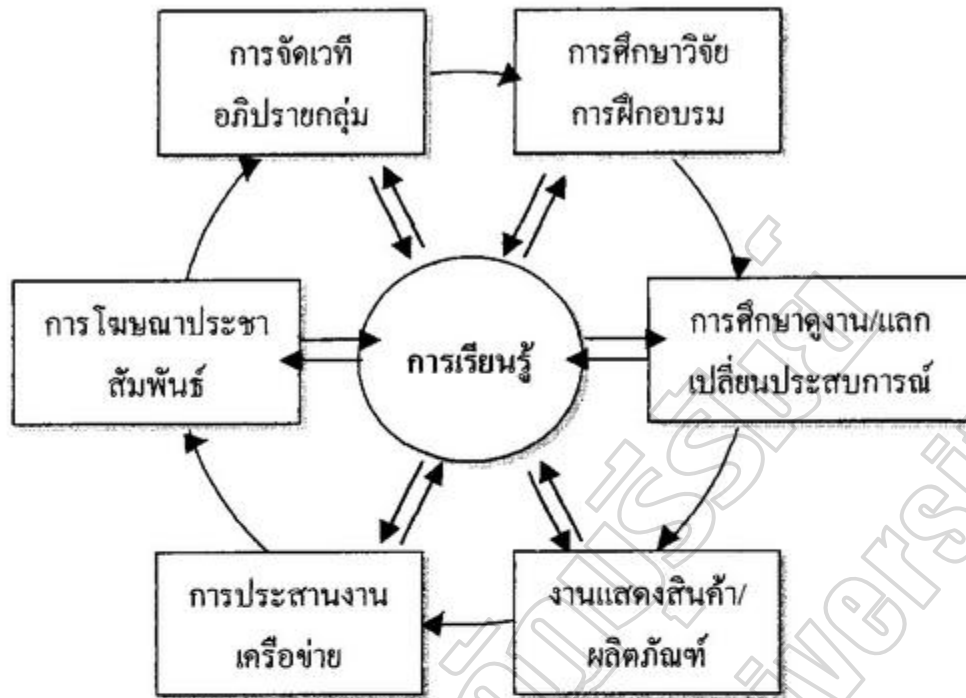 การจัดเวที
อภิปรายกลุ่ม
การศึกษาวิจัย
การฝึกอบรม
การโฆษณาประชา
สัมพันธ์
การเรียนรู้
การศึกษาดูงาน/แลก
เปลี่ยนประสบการณ์
การประสานงาน
เครือข่าย
งานแสดงสินค้า/
ผลิตภัณฑ์